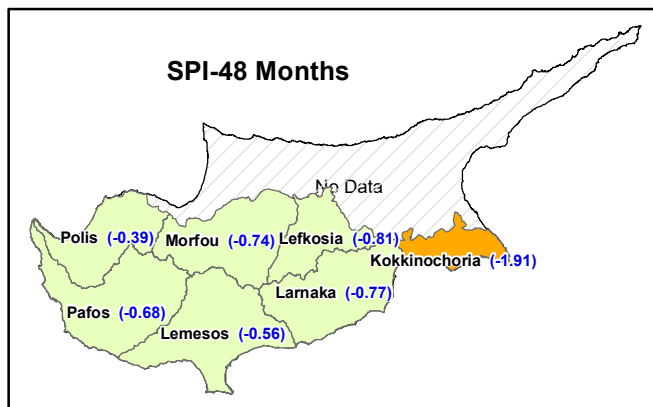 SPI-48 Months
No Data
Polis (-0.39)
Morfou (-0.74)
Lefkosia (-0.81)
Kokkinochoria (-1.91)
Larnaka (-0.77)
Pafos (-0.68)
Lemesos (-0.56)